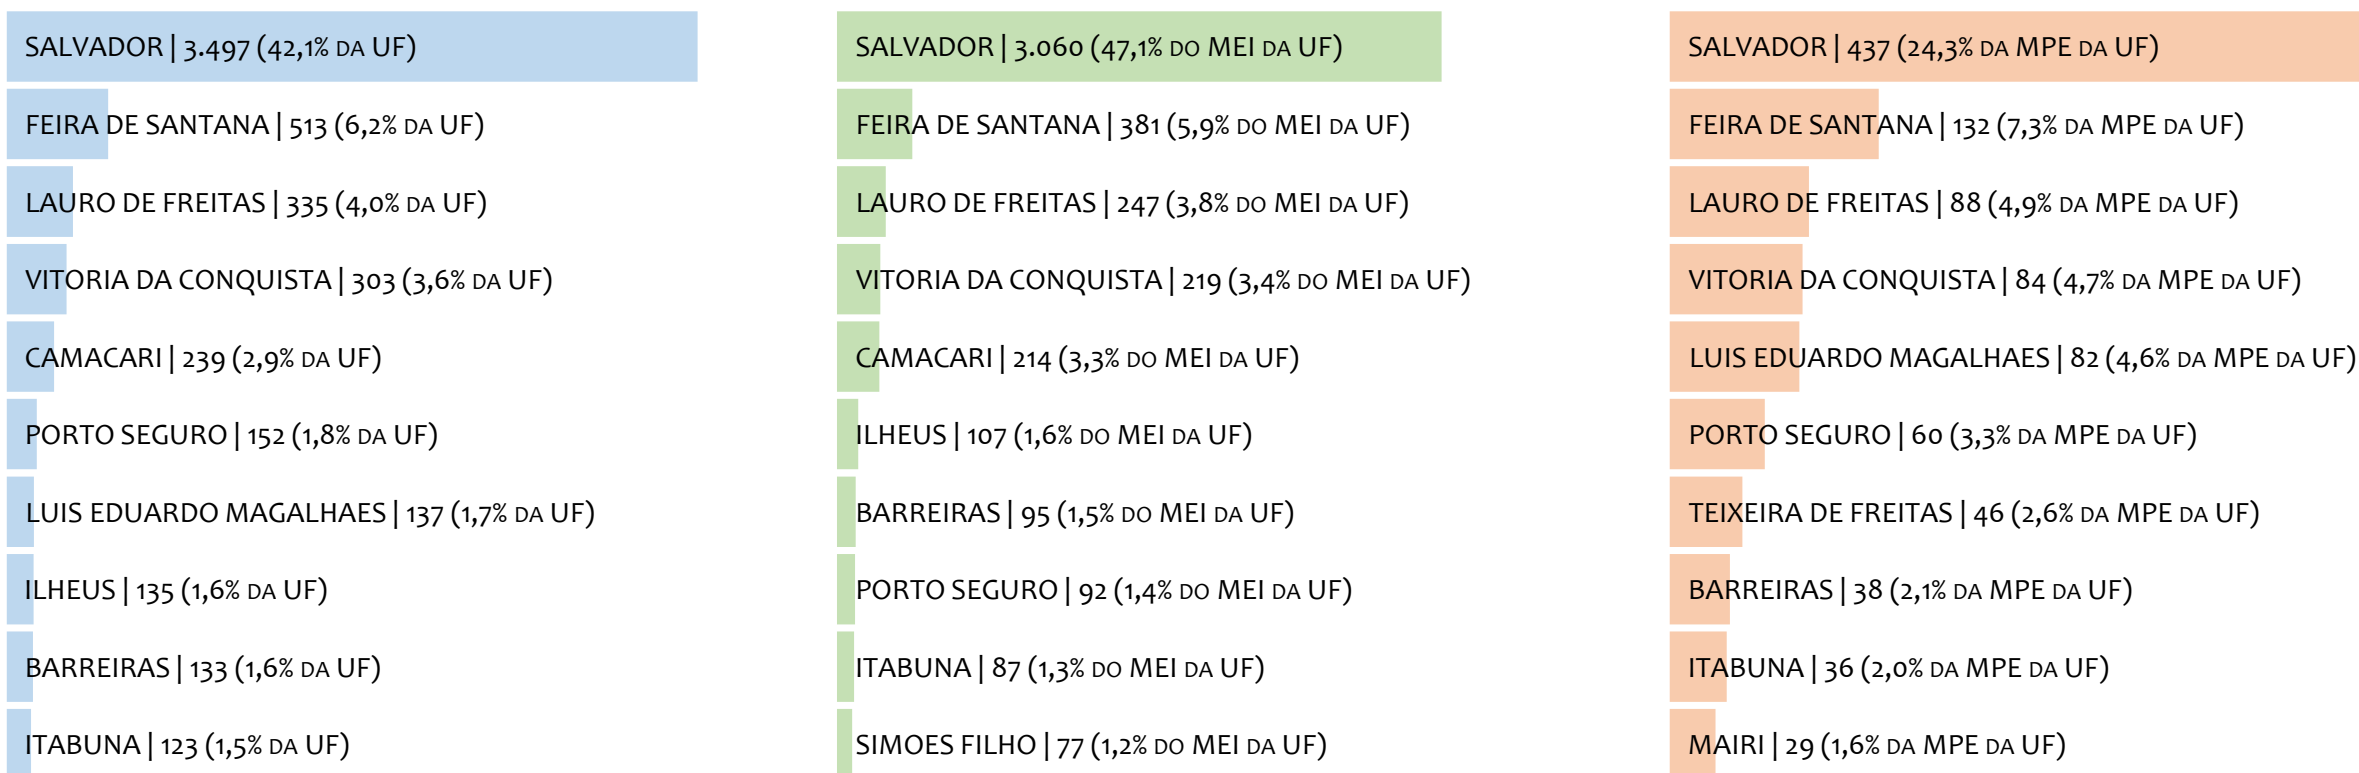 SALVADOR | 3.497 (42,1% DA UF)
FEIRA DE SANTANA | 513 (6,2% DA UF)
LAURO DE FREITAS | 335 (4,0% DA UF)
VITORIA DA CONQUISTA | 303 (3,6% DA UF)
CAMACARI | 239 (2,9% DA UF)
PORTO SEGURO | 152 (1,8% DA UF)
LUIS EDUARDO MAGALHAES | 137 (1,7% DA UF)
ILHEUS | 135 (1,6% DA UF)
BARREIRAS | 133 (1,6% DA UF)
ITABUNA | 123 (1,5% DA UF)
SALVADOR | 3.060 (47,1% DO MEI DA UF)
FEIRA DE SANTANA | 381 (5,9% DO MEI DA UF)
LAURO DE FREITAS | 247 (3,8% DO MEI DA UF)
VITORIA DA CONQUISTA | 219 (3,4% DO MEI DA UF)
CAMACARI | 214 (3,3% DO MEI DA UF)
ILHEUS | 107 (1,6% DO MEI DA UF)
BARREIRAS | 95 (1,5% DO MEI DA UF)
PORTO SEGURO | 92 (1,4% DO MEI DA UF)
ITABUNA | 87 (1,3% DO MEI DA UF)
SIMOES FILHO | 77 (1,2% DO MEI DA UF)
SALVADOR | 437 (24,3% DA MPE DA UF)
FEIRA DE SANTANA | 132 (7,3% DA MPE DA UF)
LAURO DE FREITAS | 88 (4,9% DA MPE DA UF)
VITORIA DA CONQUISTA | 84 (4,7% DA MPE DA UF)
LUIS EDUARDO MAGALHAES | 82 (4,6% DA MPE DA UF)
PORTO SEGURO | 60 (3,3% DA MPE DA UF)
TEIXEIRA DE FREITAS | 46 (2,6% DA MPE DA UF)
BARREIRAS | 38 (2,1% DA MPE DA UF)
ITABUNA | 36 (2,0% DA MPE DA UF)
MAIRI | 29 (1,6% DA MPE DA UF)